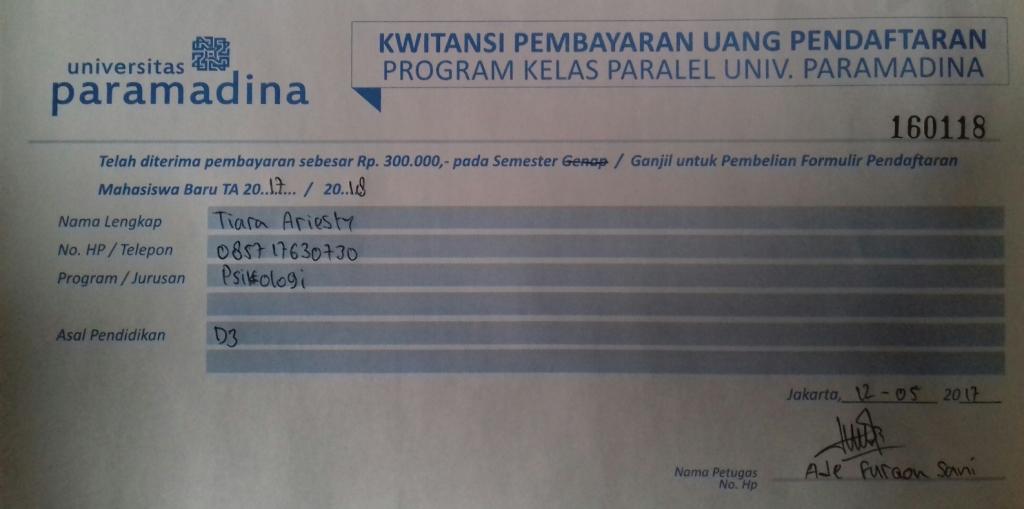 universitas
paramadina
KWITANSI PEMBAYARAN UANG PENDAFTARAN
PROGRAM KELAS PARALEL UNIV. PARAMADINA
160118
Telah diterima pembayaran sebesar Rp. 300.000,- pada Semester Genap / Ganjil untuk Pembelian Formulir Pendaftaran
Mahasiswa Baru TA 20..17... / 20..18
Nama Lengkap Tiara Ariesty
No. HP / Telepon 085717630730
Program / Jurusan Psikologi
Asal Pendidikan D3
Jakarta, 12 - 05 2017
Nama Petugas Ade Furqon Sani
No. Hp